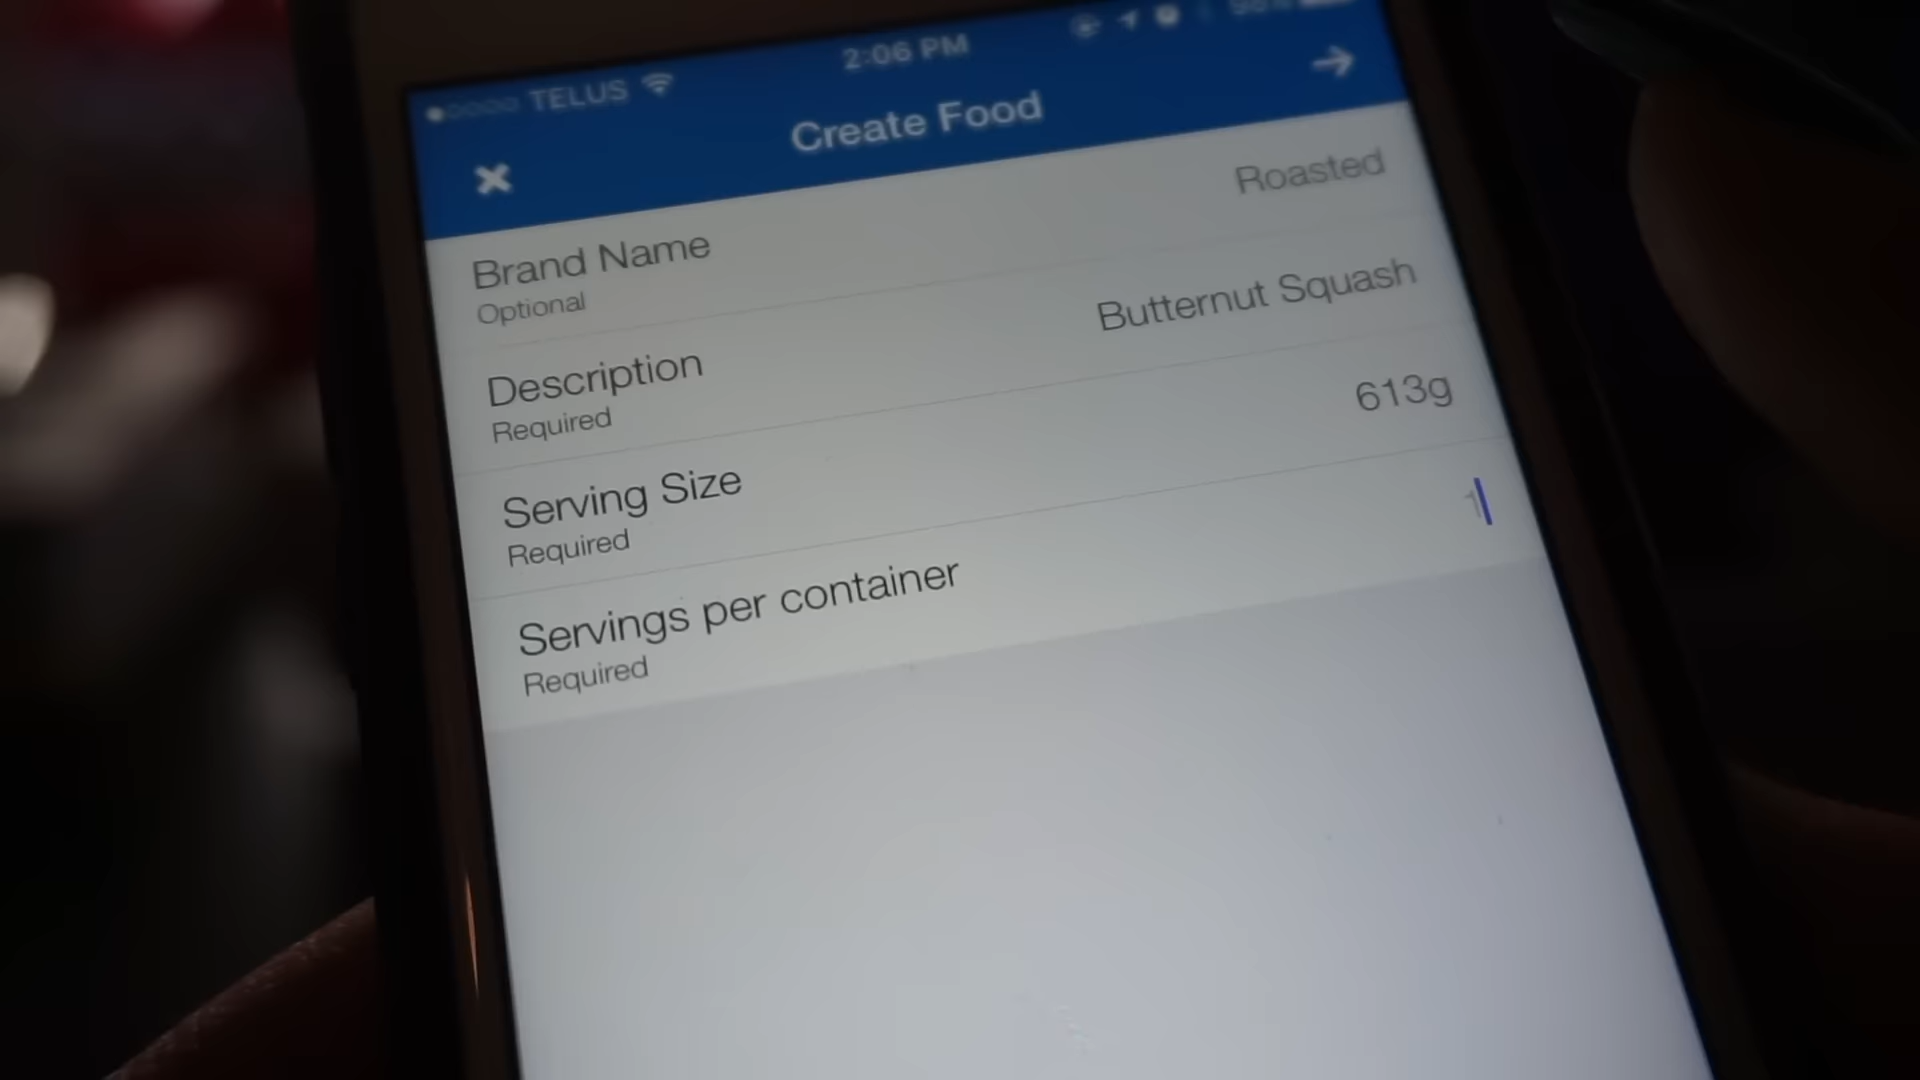 TELUS 2:06 PM
Create Food
Brand Name Roasted
Optional
Description Butternut Squash
Required
Serving Size 613g
Required
Servings per container 1
Required